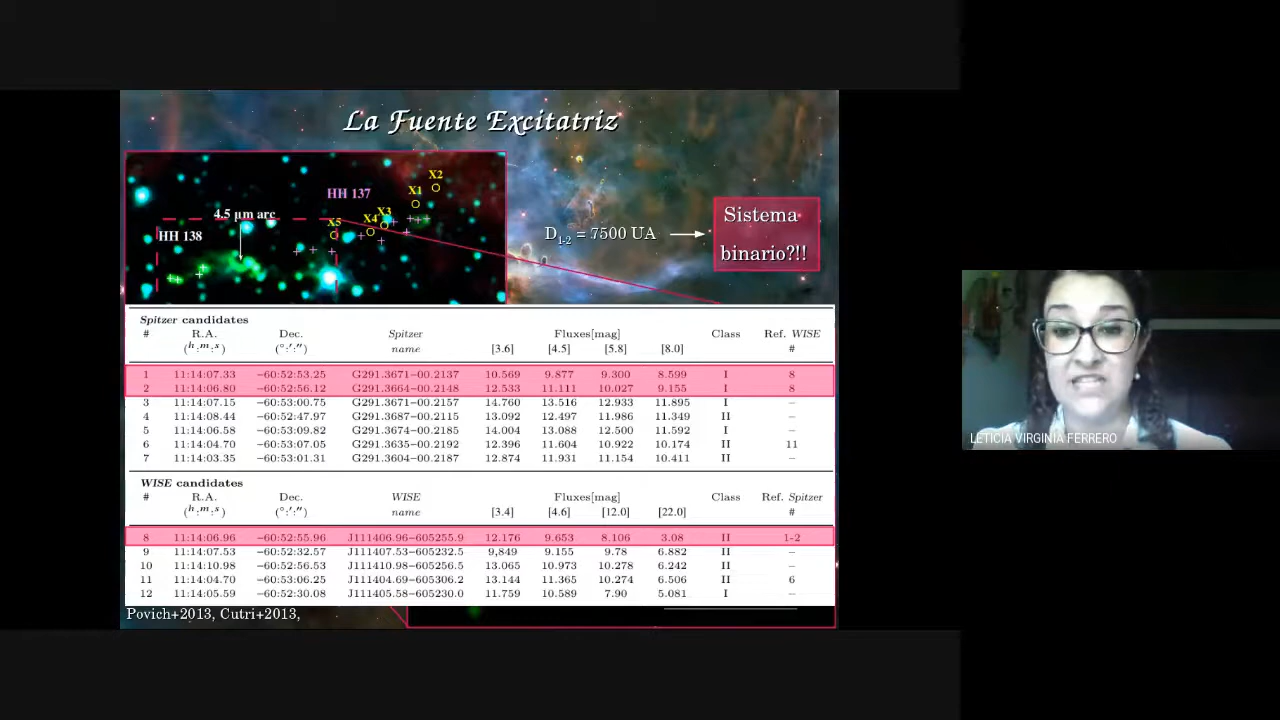 La Fuente Excitatriz
X2
HH 137
X1
4.5 μm arc
X3
X4
X5
HH 138
D1-2 = 7500 UA
Sistema
binario?!!
Spitzer candidates
# R.A. Dec. Spitzer Fluxes[mag] Class Ref. WISE
(h:m:s) (°:′:″) name [3.6] [4.5] [5.8] [8.0] #
1 11:14:07.33 −60:52:53.25 G291.3671−00.2137 10.569 9.877 9.300 8.599 I 8
2 11:14:06.80 −60:52:56.12 G291.3664−00.2148 12.533 11.111 10.027 9.155 I 8
3 11:14:07.15 −60:53:00.75 G291.3671−00.2157 14.760 13.516 12.933 11.895 I –
4 11:14:08.44 −60:52:47.97 G291.3687−00.2115 13.092 12.497 11.986 11.349 II –
5 11:14:06.58 −60:53:09.82 G291.3674−00.2185 14.004 13.088 12.500 11.592 I –
6 11:14:04.70 −60:53:07.05 G291.3635−00.2192 12.396 11.604 10.922 10.174 II 11
7 11:14:03.35 −60:53:01.31 G291.3604−00.2187 12.874 11.931 11.154 10.411 II –
WISE candidates
# R.A. Dec. WISE Fluxes[mag] Class Ref. Spitzer
(h:m:s) (°:′:″) name [3.4] [4.6] [12.0] [22.0] #
8 11:14:06.96 −60:52:55.96 J111406.96−605255.9 12.176 9.653 8.106 3.08 II 1-2
9 11:14:07.53 −60:52:32.57 J111407.53−605232.5 9,849 9.155 9.78 6.882 II –
10 11:14:10.98 −60:52:56.53 J111410.98−605256.5 13.065 10.973 10.278 6.242 II –
11 11:14:04.70 −60:53:06.25 J111404.69−605306.2 13.144 11.365 10.274 6.506 II 6
12 11:14:05.59 −60:52:30.08 J111405.58−605230.0 11.759 10.589 7.90 5.081 I –
Povich+2013, Cutri+2013,
LETICIA VIRGINIA FERRERO